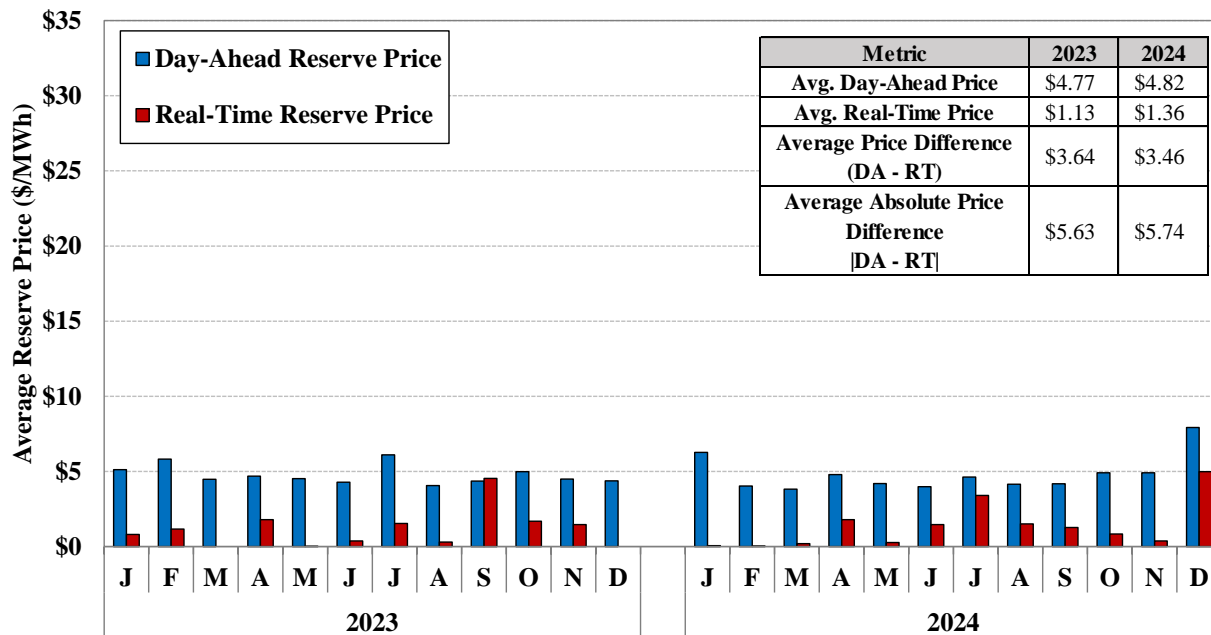 $35
$30
$25
$20
$15
$10
$5
$0
Average Reserve Price ($/MWh)
Day-Ahead Reserve Price
Real-Time Reserve Price
Metric 2023 2024
Avg. Day-Ahead Price $4.77 $4.82
Avg. Real-Time Price $1.13 $1.36
Average Price Difference
(DA - RT) $3.64 $3.46
Average Absolute Price
Difference $5.63 $5.74
|DA - RT|
J F M A M J J A S O N D J F M A M J J A S O N D
2023 2024